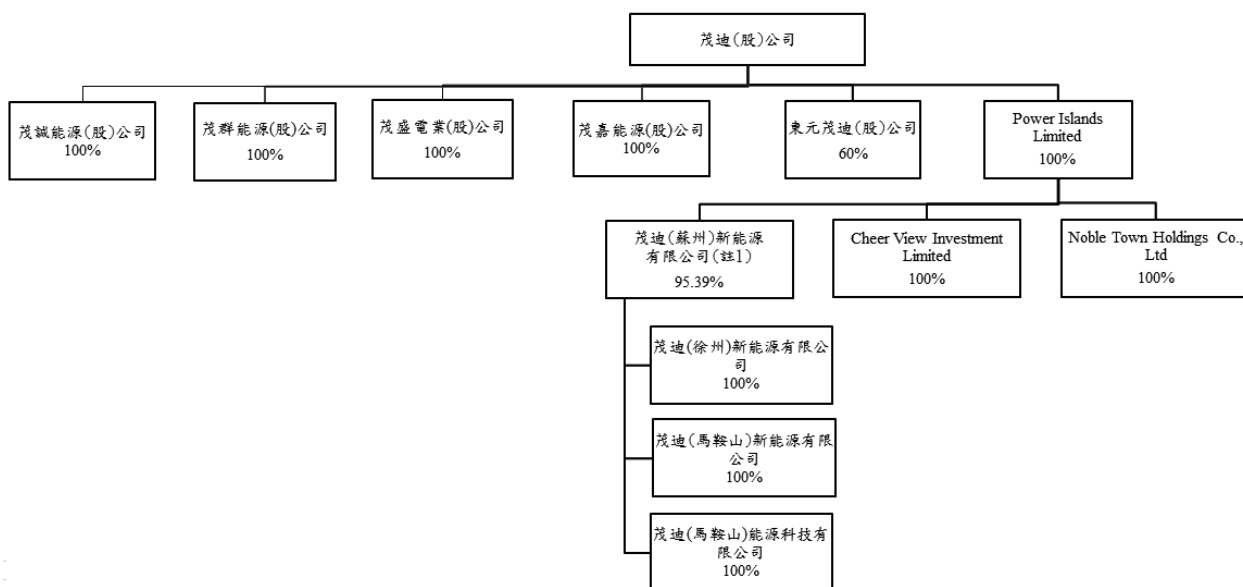 茂迪(股)公司
茂誠能源(股)公司
100%
茂群能源(股)公司
100%
茂盛電業(股)公司
100%
茂嘉能源(股)公司
100%
東元茂迪(股)公司
60%
Power Islands
Limited
100%
茂迪(蘇州)新能源
有限公司(註1)
95.39%
Cheer View Investment
Limited
100%
Noble Town Holdings Co.,
Ltd
100%
茂迪(徐州)新能源有限公
司
100%
茂迪(馬鞍山)新能源有限
公司
100%
茂迪(馬鞍山)能源科技有
限公司
100%